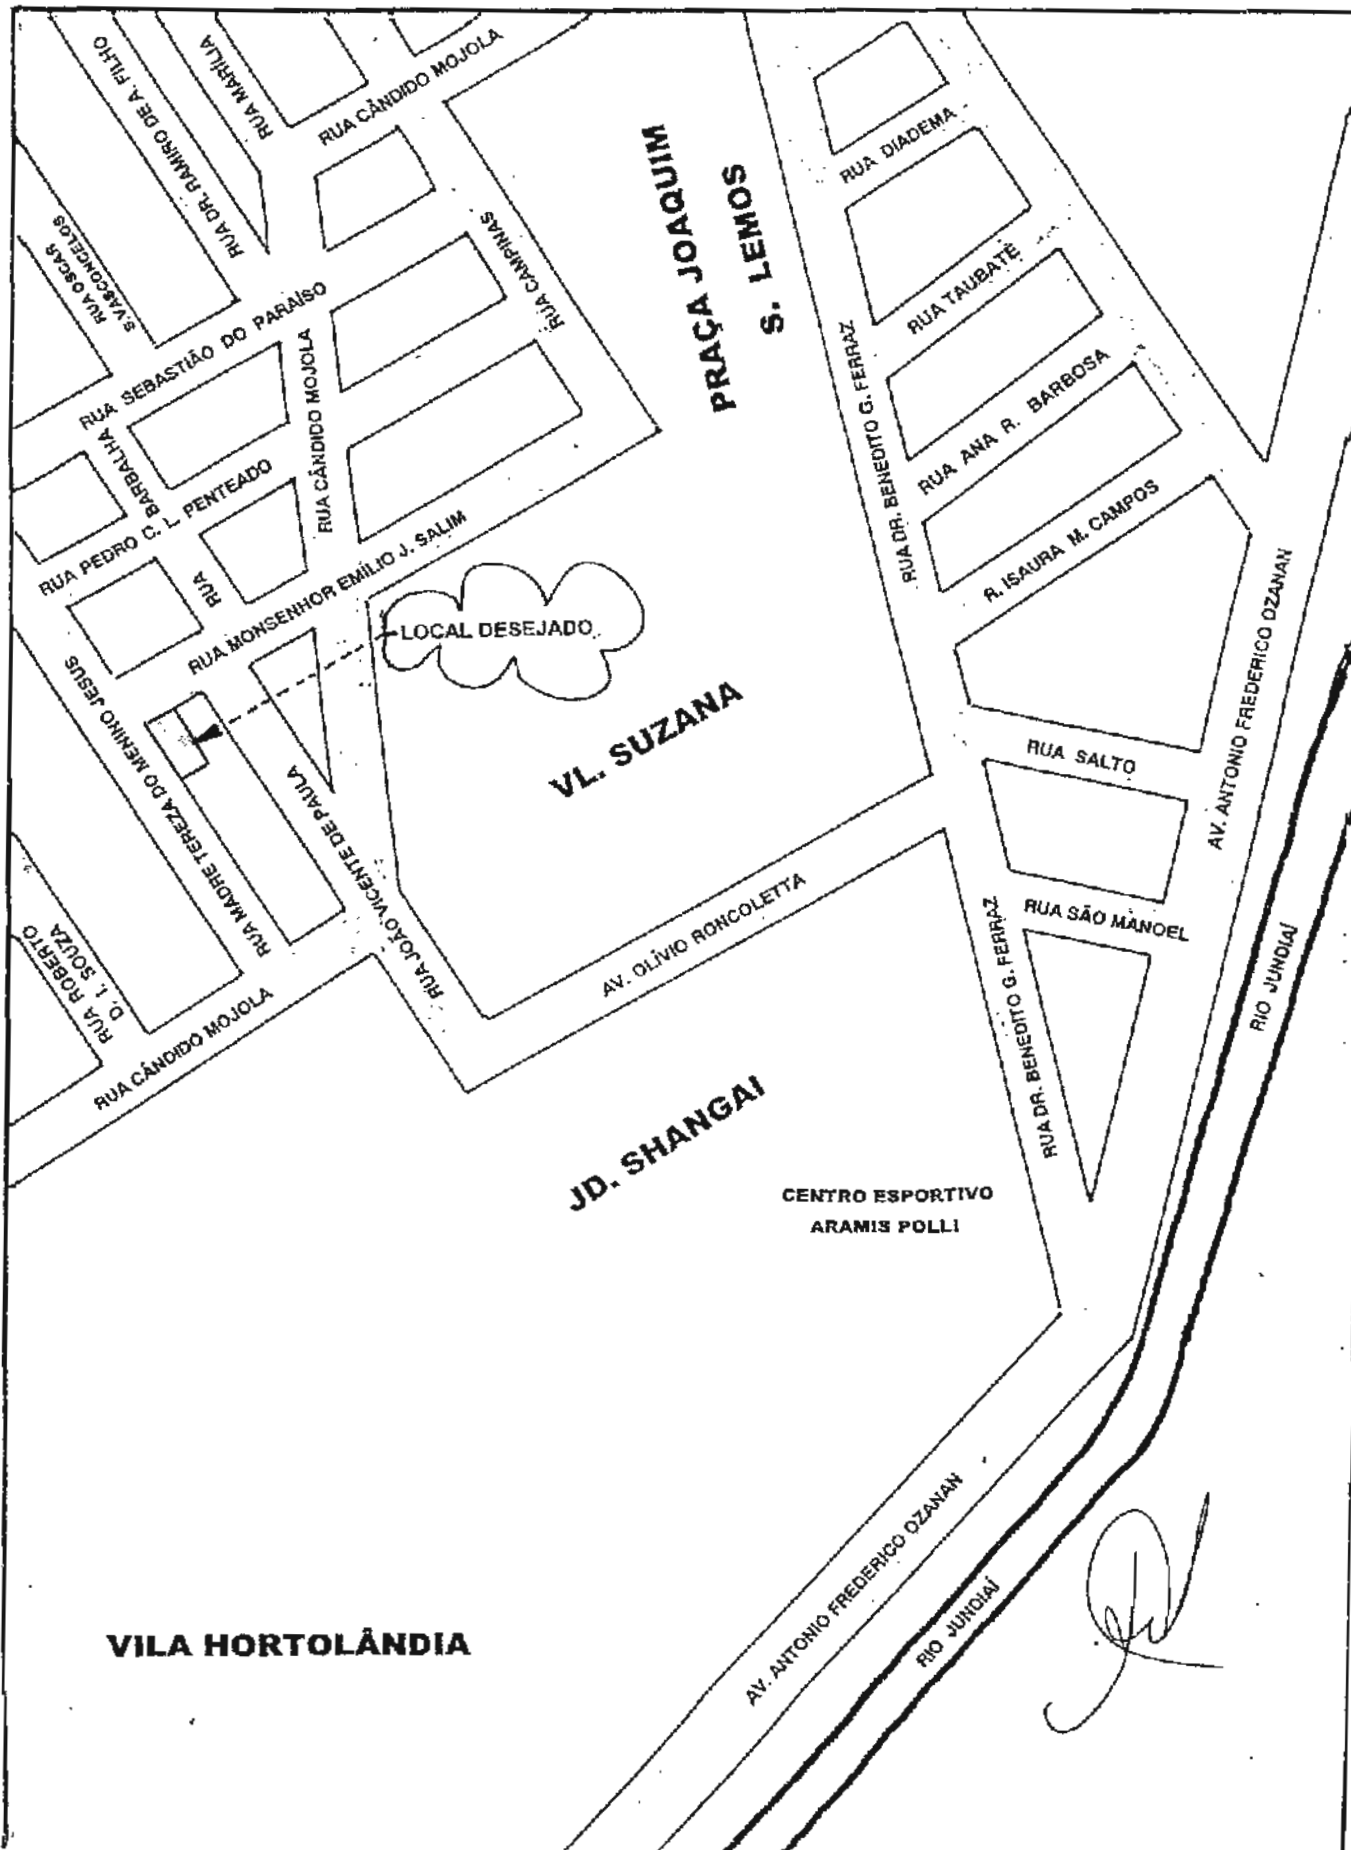 RUA DR. RAMIRO DE A. FILHO
RUA MARÍLIA
RUA CÂNDIDO MOJOLA
RUA OSCAR
S. VASCONCELOS
RUA CAMPINAS
PRAÇA JOAQUIM
S. LEMOS
RUA DIADEMA
RUA TAUBATÉ
RUA ANA R. BARBOSA
R. ISAURA M. CAMPOS
RUA DR. BENEDITO G. FERRAZ
RUA SEBASTIÃO DO PARAÍSO
RUA CÂNDIDO MOJOLA
RUA BARBALHA
RUA PEDRO C. L. PENTEADO
RUA MONSENHOR EMÍLIO J. SALIM
LOCAL DESEJADO
VL. SUZANA
RUA MADRE TEREZA DO MENINO JESUS
RUA JOÃO VICENTE DE PAULA
RUA ROBERTO
D. I. SOUZA
RUA CÂNDIDO MOJOLA
AV. OLÍVIO RONCOLETTA
RUA SALTO
RUA SÃO MANOEL
AV. ANTONIO FREDERICO OZANAN
RUA DR. BENEDITO G. FERRAZ
RIO JUNDIAÍ
JD. SHANGAI
CENTRO ESPORTIVO
ARAMIS POLLI
AV. ANTONIO FREDERICO OZANAN
RIO JUNDIAÍ
VILA HORTOLÂNDIA